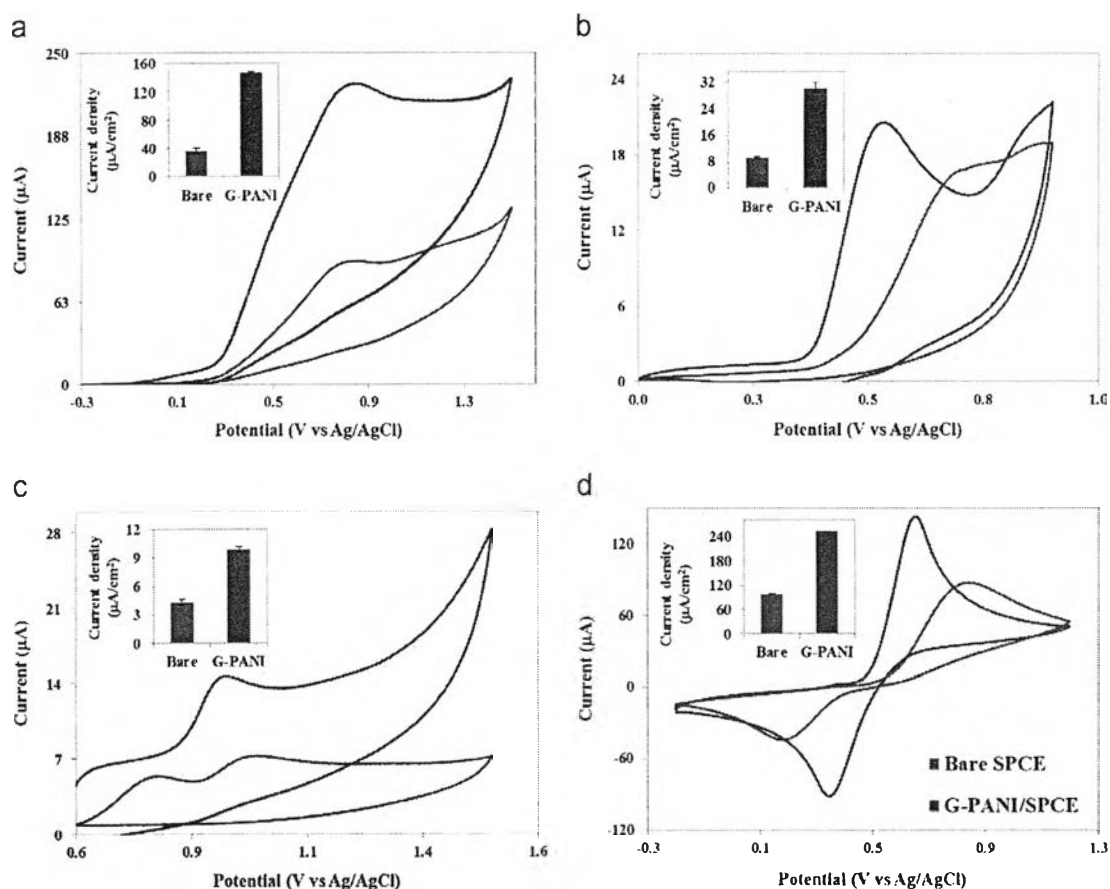 a
250
188
125
63
0
-0.3
0.1
0.5
0.9
1.3
Current (µA)
Potential (V vs Ag/AgCl)
160
120
80
40
0
Current density
(µA/cm²)
Bare
G-PANI
b
24
18
12
6
0
0.0
0.3
0.5
0.8
1.0
Current (µA)
Potential (V vs Ag/AgCl)
32
24
16
8
0
Current density
(µA/cm²)
Bare
G-PANI
c
28
21
14
7
0
0.6
0.9
1.1
1.4
1.6
Current (µA)
Potential (V vs Ag/AgCl)
12
9
6
3
0
Current density
(µA/cm²)
Bare
G-PANI
d
120
60
0
-60
-120
-0.3
0.1
0.5
0.9
1.3
Current (µA)
Potential (V vs Ag/AgCl)
240
180
120
60
0
Current density
(µA/cm²)
Bare
G-PANI
Bare SPCE
G-PANI/SPCE